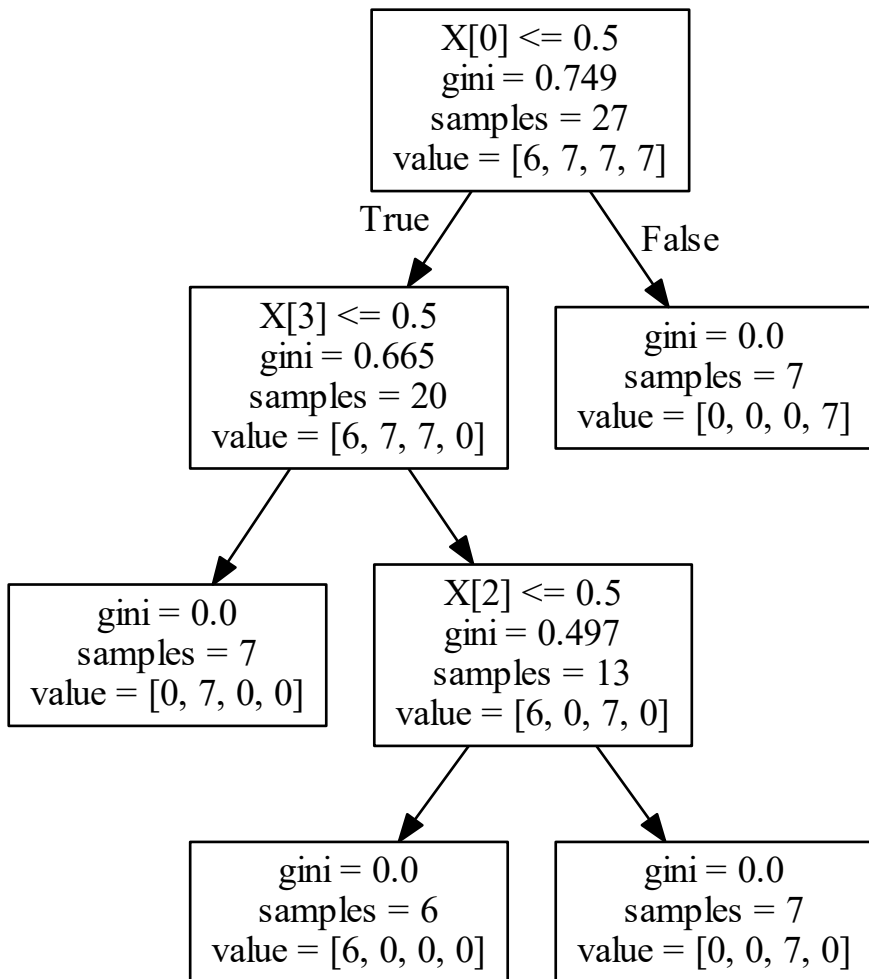 X[0] <= 0.5
gini = 0.749
samples = 27
value = [6, 7, 7, 7]
True
False
X[3] <= 0.5
gini = 0.665
samples = 20
value = [6, 7, 7, 0]
gini = 0.0
samples = 7
value = [0, 0, 0, 7]
gini = 0.0
samples = 7
value = [0, 7, 0, 0]
X[2] <= 0.5
gini = 0.497
samples = 13
value = [6, 0, 7, 0]
gini = 0.0
samples = 6
value = [6, 0, 0, 0]
gini = 0.0
samples = 7
value = [0, 0, 7, 0]